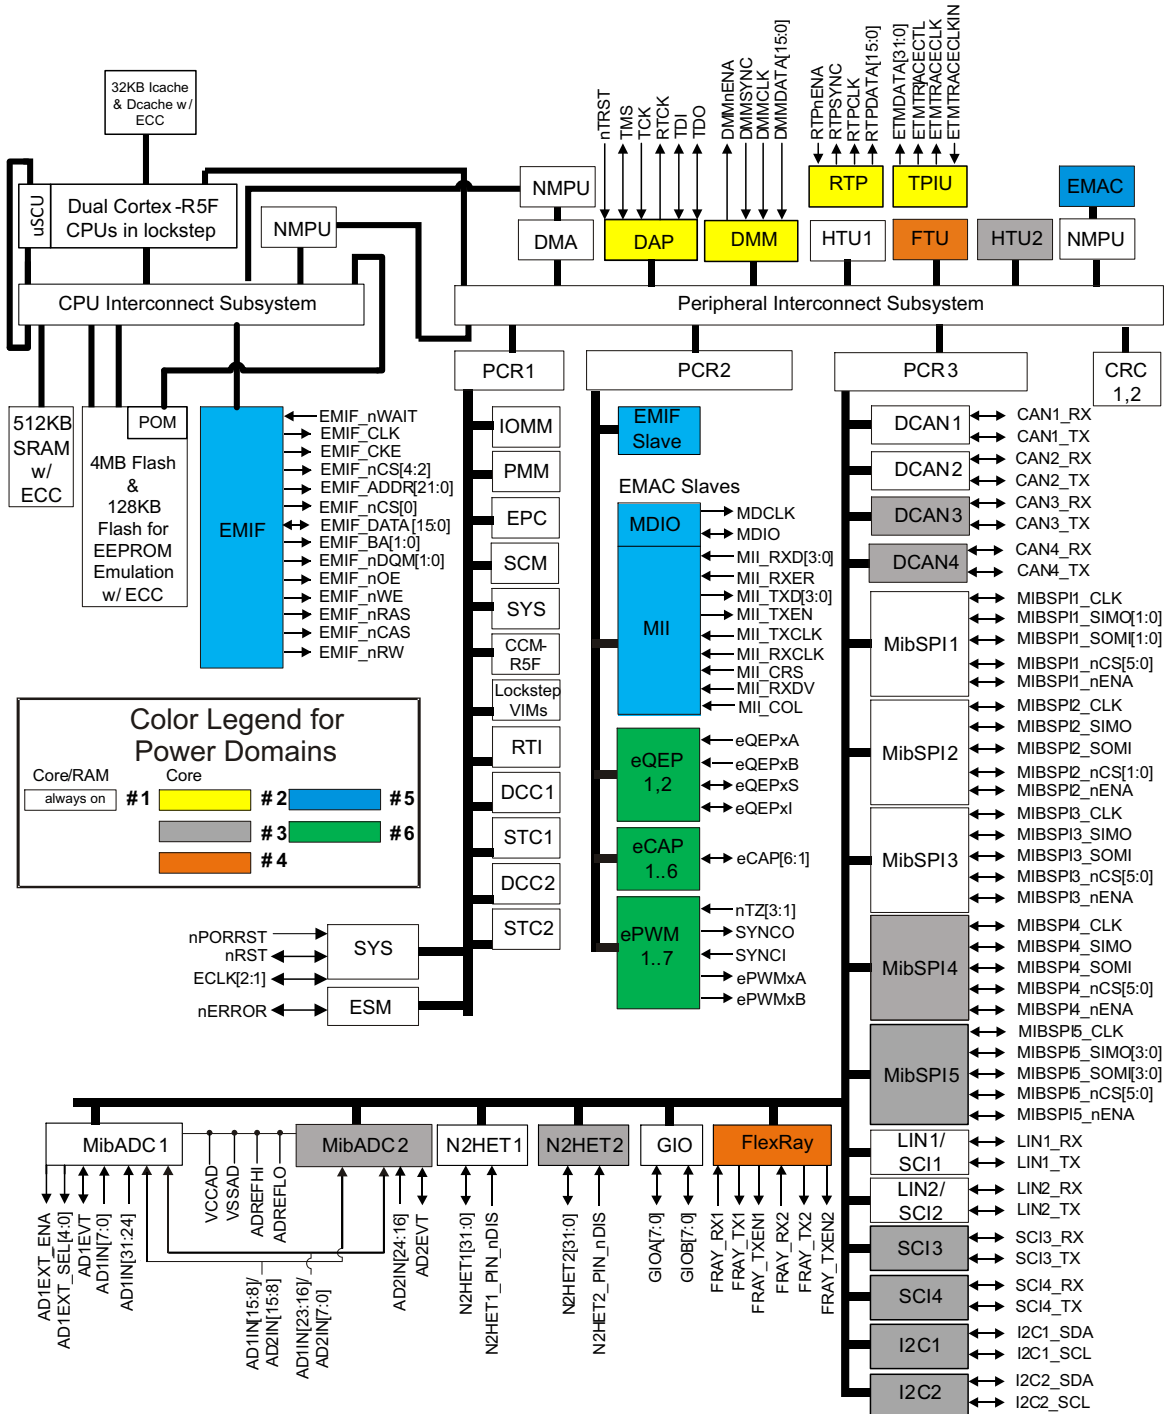 32KB Icache
& Dcache w/
ECC
uSCU
Dual Cortex-R5F
CPUs in lockstep
NMPU
CPU Interconnect Subsystem
nTRST
TMS
TCK
RTCK
TDI
TDO
DMMnENA
DMMSYNC
DMMCLK
DMMDATA[15:0]
RTPnENA
RTPSYNC
RTPCLK
RTPDATA[15:0]
ETMDATA[31:0]
ETMTRACECTL
ETMTRACECLK
ETMTRACECLKIN
NMPU
DMA
DAP
DMM
RTP
HTU1
TPIU
FTU
HTU2
EMAC
NMPU
Peripheral Interconnect Subsystem
PCR1
PCR2
PCR3
CRC
1,2
512KB
SRAM
w/
ECC
POM
4MB Flash
&
128KB
Flash for
EEPROM
Emulation
w/ ECC
EMIF
EMIF_nWAIT
EMIF_CLK
EMIF_CKE
EMIF_nCS[4:2]
EMIF_ADDR[21:0]
EMIF_nCS[0]
EMIF_DATA[15:0]
EMIF_BA[1:0]
EMIF_nDQM[1:0]
EMIF_nOE
EMIF_nWE
EMIF_nRAS
EMIF_nCAS
EMIF_nRW
IOMM
PMM
EPC
SCM
SYS
CCM-
R5F
Lockstep
VIMs
RTI
DCC1
STC1
DCC2
STC2
EMIF
Slave
EMAC Slaves
MDIO
MDCLK
MDIO
MII
MII_RXD[3:0]
MII_RXER
MII_TXD[3:0]
MII_TXEN
MII_TXCLK
MII_RXCLK
MII_CRS
MII_RXDV
MII_COL
eQEP
1,2
eQEPxA
eQEPxB
eQEPxS
eQEPxI
eCAP
1..6
eCAP[6:1]
ePWM
1..7
nTZ[3:1]
SYNCO
SYNCI
ePWMxA
ePWMxB
DCAN1
CAN1_RX
CAN1_TX
DCAN2
CAN2_RX
CAN2_TX
DCAN3
CAN3_RX
CAN3_TX
DCAN4
CAN4_RX
CAN4_TX
MibSPI1
MIBSPI1_CLK
MIBSPI1_SIMO[1:0]
MIBSPI1_SOMI[1:0]
MIBSPI1_nCS[5:0]
MIBSPI1_nENA
MibSPI2
MIBSPI2_CLK
MIBSPI2_SIMO
MIBSPI2_SOMI
MIBSPI2_nCS[1:0]
MIBSPI2_nENA
MibSPI3
MIBSPI3_CLK
MIBSPI3_SIMO
MIBSPI3_SOMI
MIBSPI3_nCS[5:0]
MIBSPI3_nENA
MibSPI4
MIBSPI4_CLK
MIBSPI4_SIMO
MIBSPI4_SOMI
MIBSPI4_nCS[5:0]
MIBSPI4_nENA
MibSPI5
MIBSPI5_CLK
MIBSPI5_SIMO[3:0]
MIBSPI5_SOMI[3:0]
MIBSPI5_nCS[5:0]
MIBSPI5_nENA
LIN1/
SCI1
LIN1_RX
LIN1_TX
LIN2/
SCI2
LIN2_RX
LIN2_TX
SCI3
SCI3_RX
SCI3_TX
SCI4
SCI4_RX
SCI4_TX
I2C1
I2C1_SDA
I2C1_SCL
I2C2
I2C2_SDA
I2C2_SCL
Color Legend for
Power Domains
Core/RAM
Core
always on
#1
#2
#5
#3
#6
#4
nPORRST
nRST
ECLK[2:1]
SYS
nERROR
ESM
MibADC1
MibADC2
N2HET1
N2HET2
GIO
FlexRay
AD1EXT_ENA
AD1EXT_SEL[4:0]
AD1EVT
AD1IN[7:0]
AD1IN[31:24]
VCCAD
VSSAD
ADREFHI
ADREFLO
AD1IN[15:8]/
AD2IN[15:8]
AD1IN[23:16]/
AD2IN[7:0]
AD2IN[24:16]
AD2EVT
N2HET1[31:0]
N2HET1_PIN_nDIS
N2HET2[31:0]
N2HET2_PIN_nDIS
GIOA[7:0]
GIOB[7:0]
FRAY_RX1
FRAY_TX1
FRAY_TXEN1
FRAY_RX2
FRAY_TX2
FRAY_TXEN2